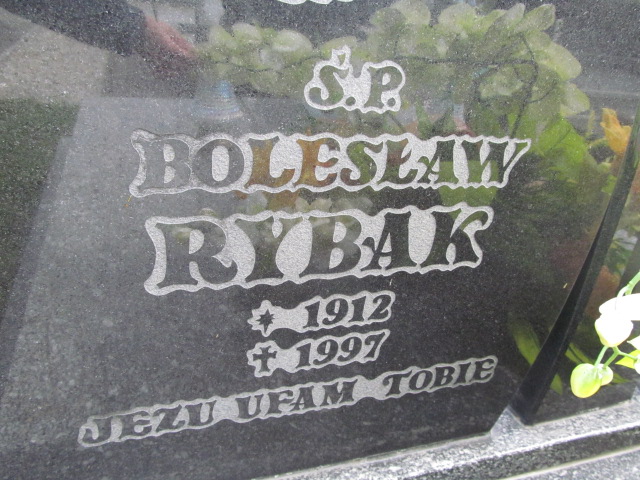 Ś.P.
BOLESŁAW
RYBAK
* 1912
✝ 1997
JEZU UFAM TOBIE